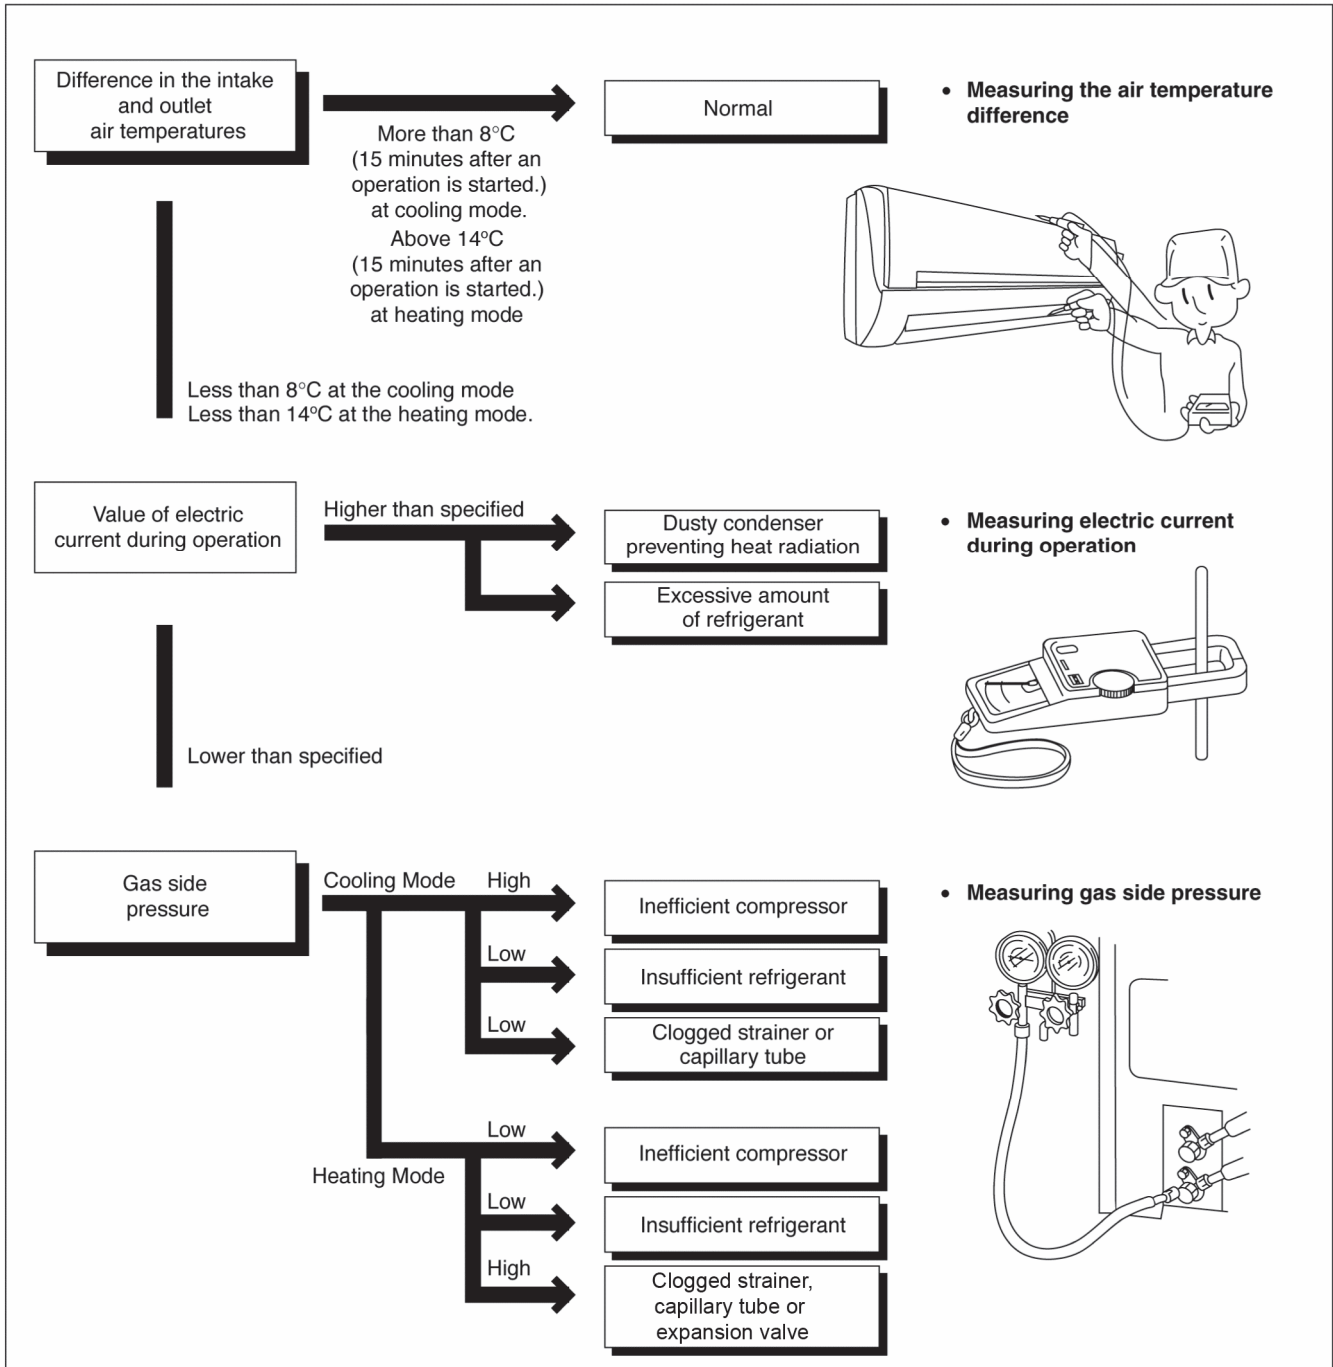 Difference in the intake
and outlet
air temperatures
More than 8°C
(15 minutes after an
operation is started.)
at cooling mode.
Above 14°C
(15 minutes after an
operation is started.)
at heating mode
Normal
• Measuring the air temperature
difference
Less than 8°C at the cooling mode
Less than 14°C at the heating mode.
Value of electric
current during operation
Higher than specified
Dusty condenser
preventing heat radiation
Excessive amount
of refrigerant
• Measuring electric current
during operation
Lower than specified
Gas side
pressure
Cooling Mode
High
Inefficient compressor
Low
Insufficient refrigerant
Low
Clogged strainer or
capillary tube
• Measuring gas side pressure
Heating Mode
Low
Inefficient compressor
Low
Insufficient refrigerant
High
Clogged strainer,
capillary tube or
expansion valve